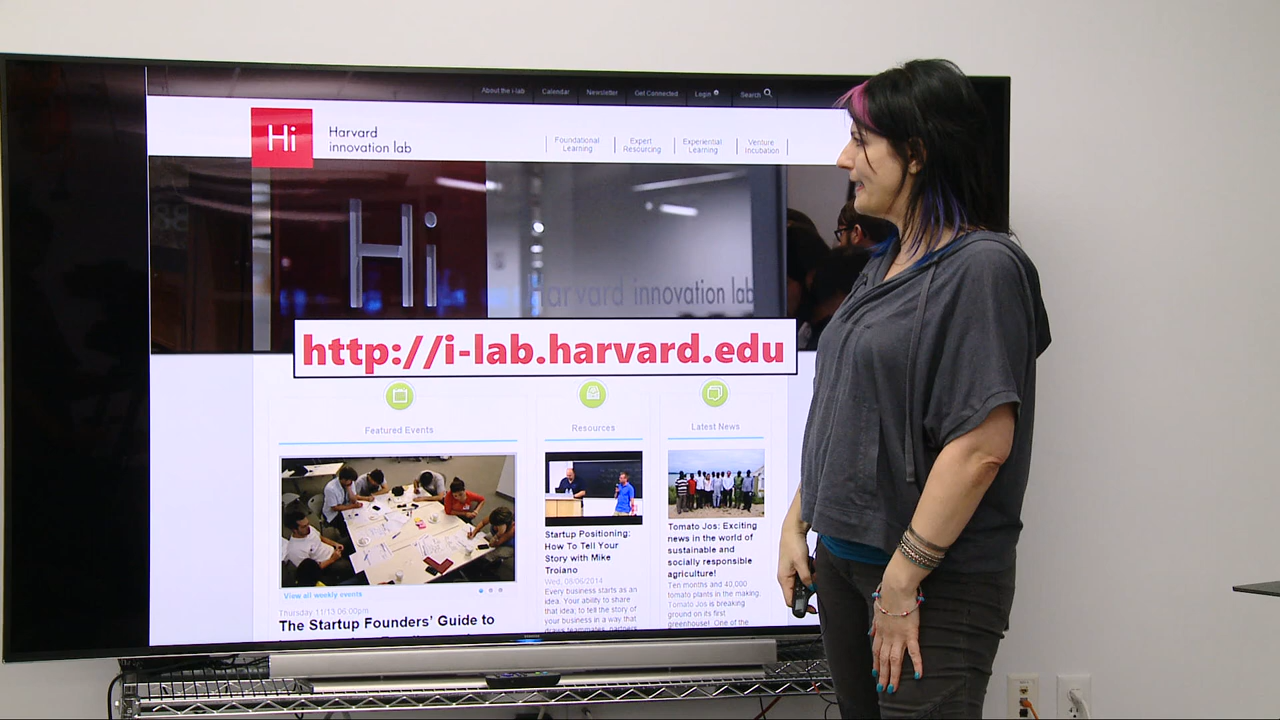 About the i-lab
Calendar
Newsletter
Get Connected
Login
Search
Hi
Harvard
innovation lab
Foundational
Learning
Expert
Resourcing
Experiential
Learning
Venture
Incubation
Hi
Harvard innovation lab
http://i-lab.harvard.edu
Featured Events
Resources
Latest News
View all weekly events
Thursday 11/13 06:00pm
The Startup Founders' Guide to
Startup Positioning:
How To Tell Your
Story with Mike
Troiano
Wed, 08/06/2014
Every business starts as an
idea. Your ability to share
that idea; to tell the story of
your business in a way that
draws teammates, partners
Tomato Jos: Exciting
news in the world of
sustainable and
socially responsible
agriculture!
Ten months and 40,000
tomato plants in the making,
Tomato Jos is breaking
ground on its first
greenhouse! One of the
SAMSUNG